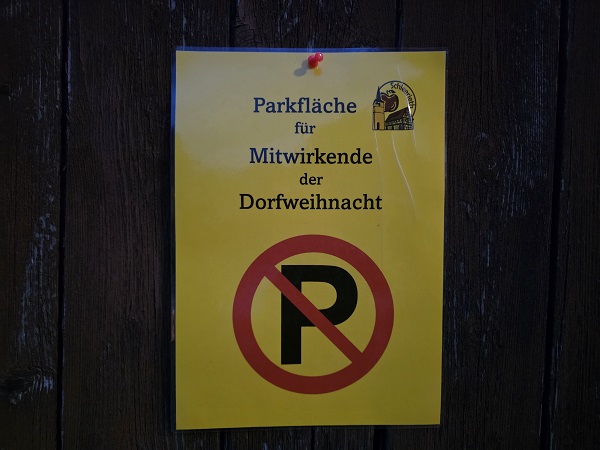 Parkfläche
für
Mitwirkende
der
Dorfweihnacht
P